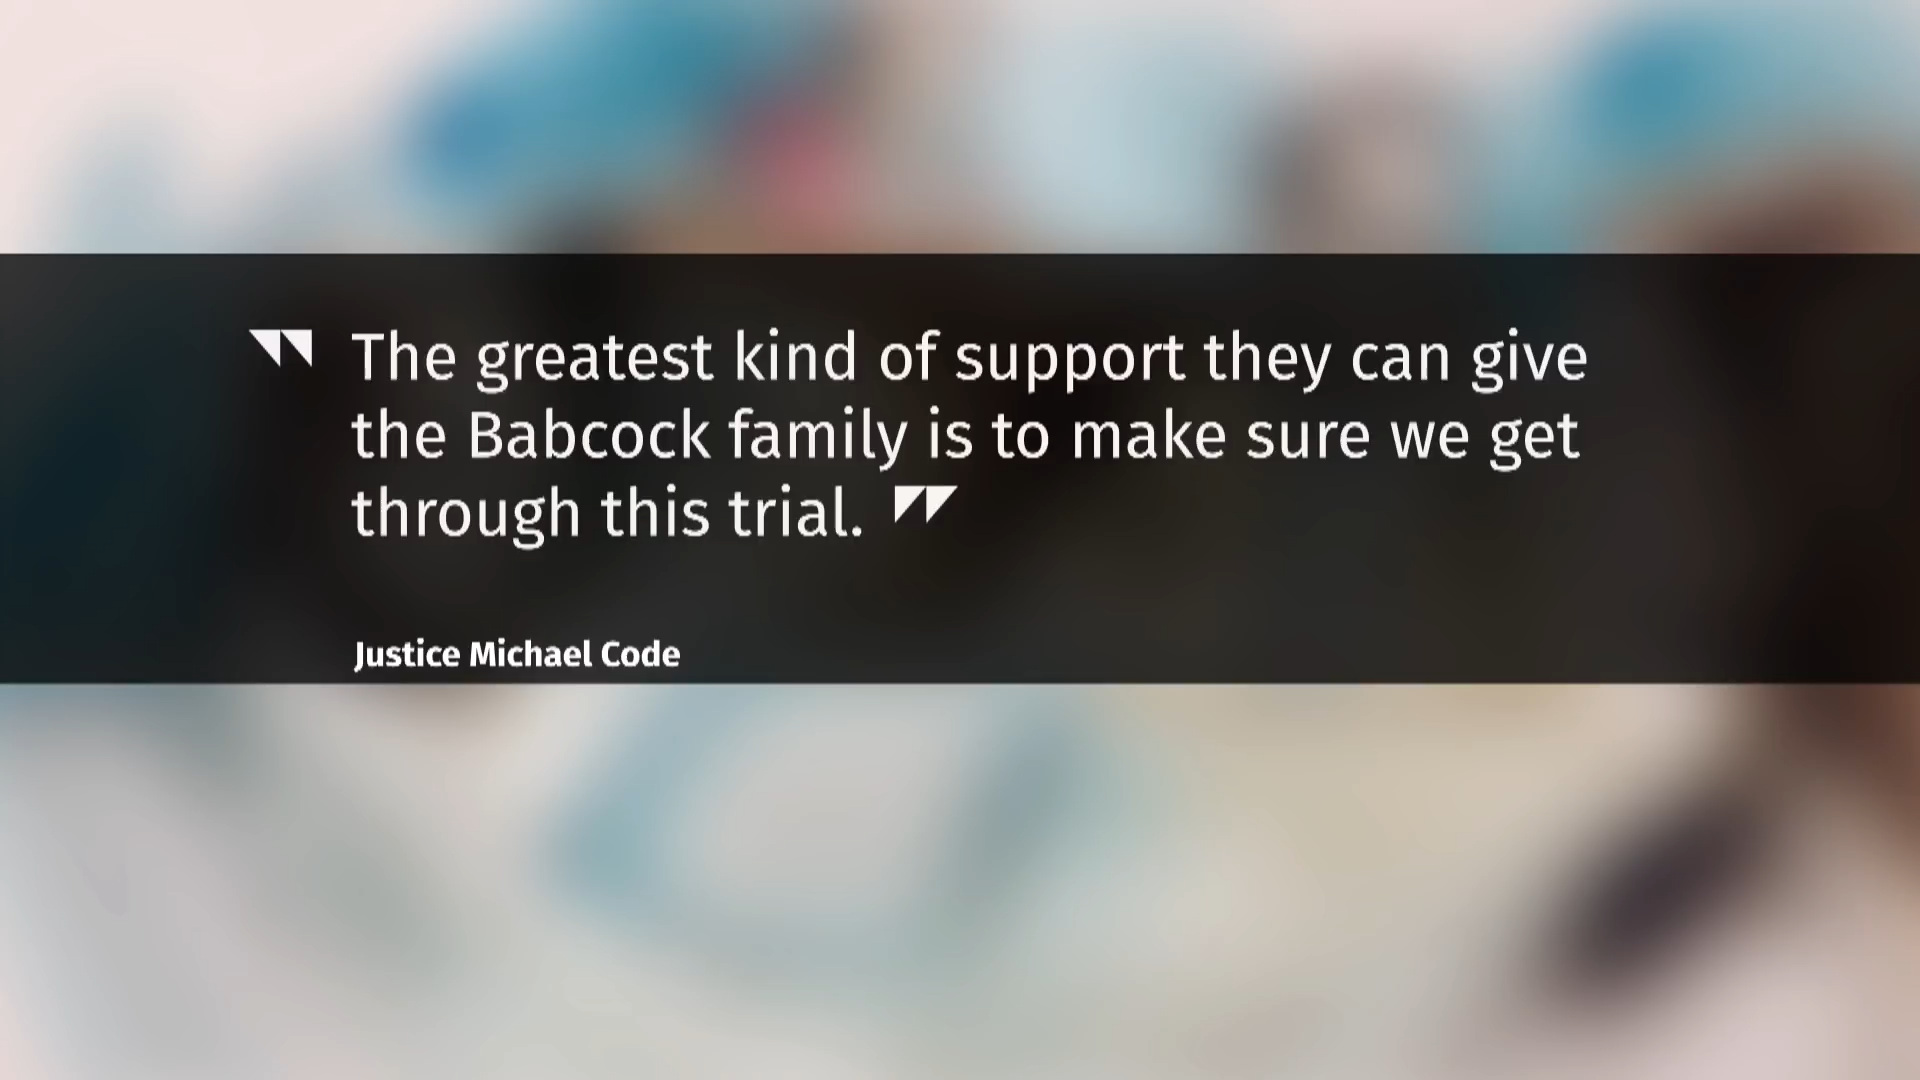 "The greatest kind of support they can give
the Babcock family is to make sure we get
through this trial."
Justice Michael Code